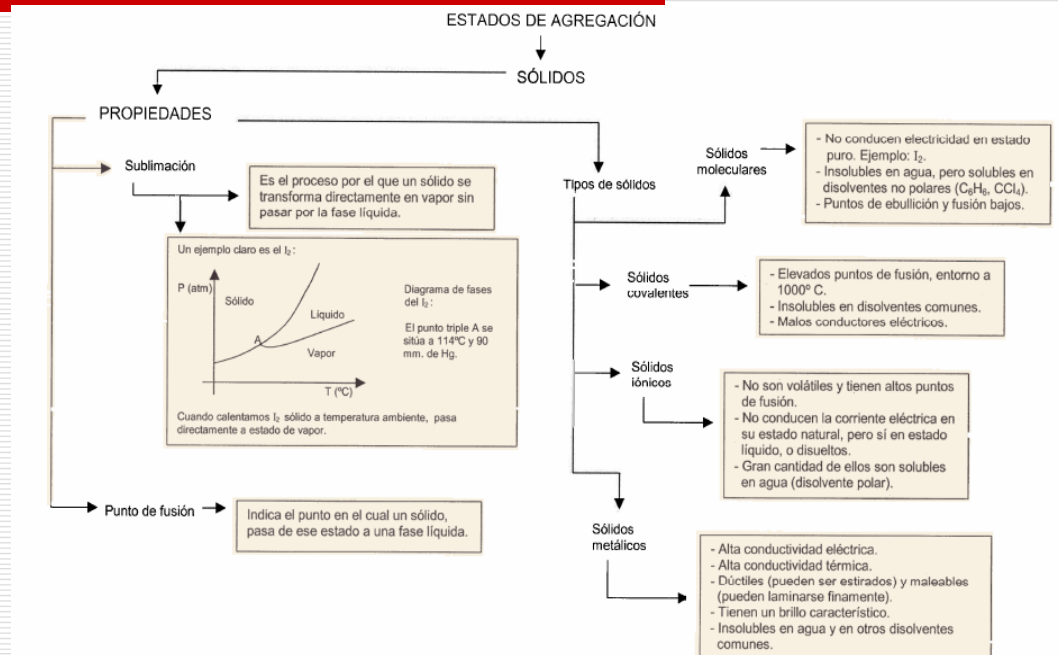 ESTADOS DE AGREGACIÓN
SÓLIDOS
PROPIEDADES
Sublimación
Es el proceso por el que un sólido se
transforma directamente en vapor sin
pasar por la fase líquida.
Un ejemplo claro es el I₂:
P (atm)
Sólido
Líquido
A
Vapor
T (ºC)
Diagrama de fases
del I₂:
El punto triple A se
sitúa a 114ºC y 90
mm. de Hg.
Cuando calentamos I₂ sólido a temperatura ambiente, pasa
directamente a estado de vapor.
Punto de fusión
Indica el punto en el cual un sólido,
pasa de ese estado a una fase líquida.
Tipos de sólidos
Sólidos
moleculares
- No conducen electricidad en estado
puro. Ejemplo: I₂.
- Insolubles en agua, pero solubles en
disolventes no polares (C₆H₆, CCl₄).
- Puntos de ebullición y fusión bajos.
Sólidos
covalentes
- Elevados puntos de fusión, entorno a
1000º C.
- Insolubles en disolventes comunes.
- Malos conductores eléctricos.
Sólidos
iónicos
- No son volátiles y tienen altos puntos
de fusión.
- No conducen la corriente eléctrica en
su estado natural, pero sí en estado
líquido, o disueltos.
- Gran cantidad de ellos son solubles
en agua (disolvente polar).
Sólidos
metálicos
- Alta conductividad eléctrica.
- Alta conductividad térmica.
- Dúctiles (pueden ser estirados) y maleables
(pueden laminarse finamente).
- Tienen un brillo característico.
- Insolubles en agua y en otros disolventes
comunes.